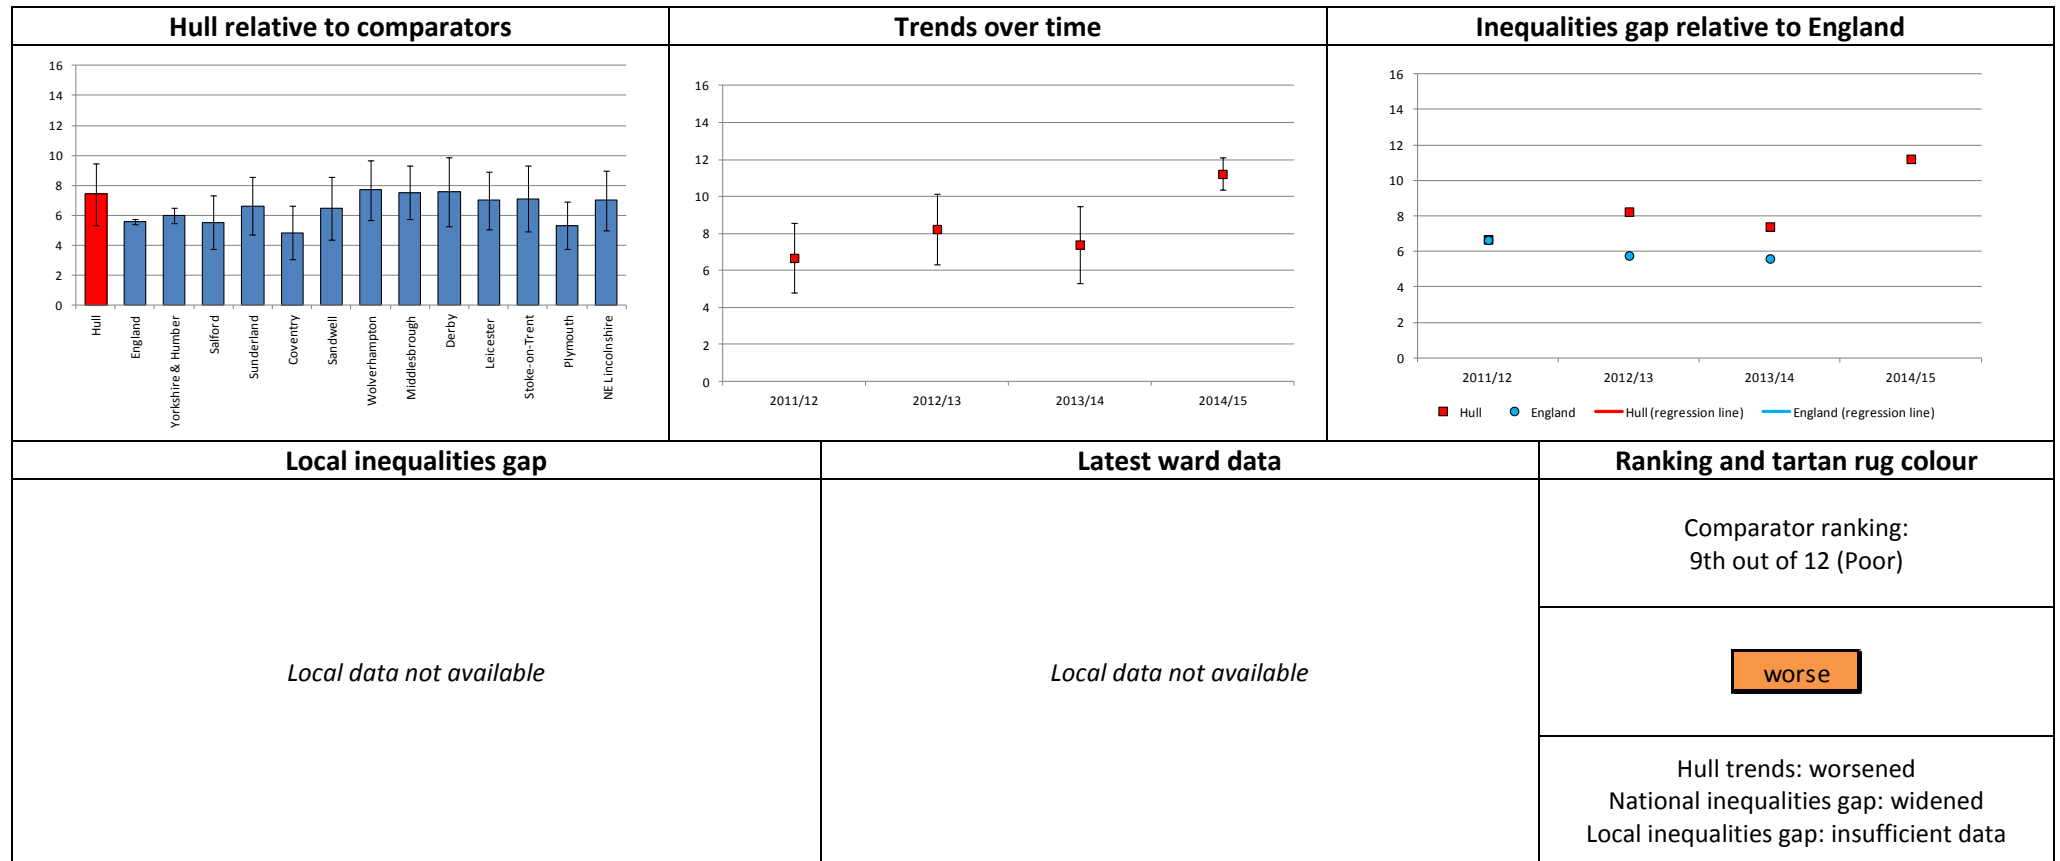 Hull relative to comparators
Trends over time
Inequalities gap relative to England
16
14
12
10
8
6
4
2
0
Hull
England
Yorkshire & Humber
Salford
Sunderland
Coventry
Sandwell
Wolverhampton
Middlesbrough
Derby
Leicester
Stoke-on-Trent
Plymouth
NE Lincolnshire
16
14
12
10
8
6
4
2
0
2011/12
2012/13
2013/14
2014/15
16
14
12
10
8
6
4
2
0
2011/12
2012/13
2013/14
2014/15
Hull
England
Hull (regression line)
England (regression line)
Local inequalities gap
Latest ward data
Ranking and tartan rug colour
Local data not available
Local data not available
Comparator ranking:
9th out of 12 (Poor)
worse
Hull trends: worsened
National inequalities gap: widened
Local inequalities gap: insufficient data